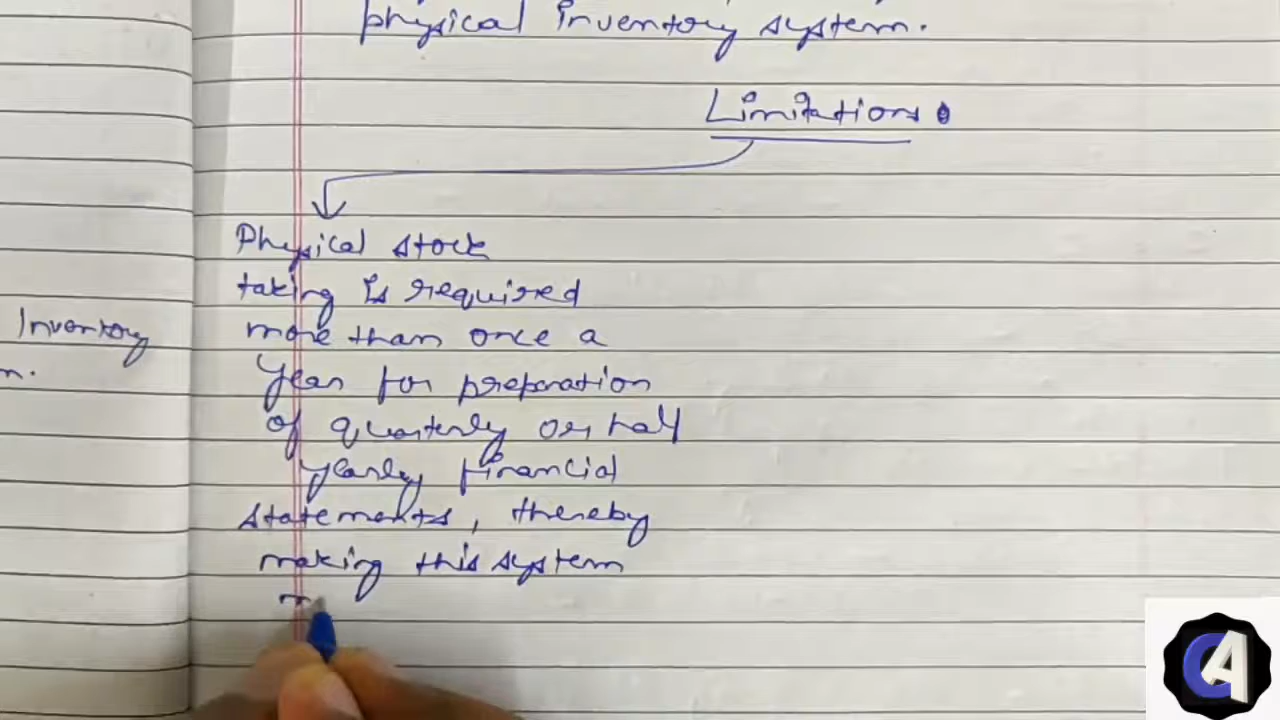 physical inventory system.
Limitations
Physical stock
taking is required
more than once a
Year for preparation
of quarterly or half
yearly financial
statements, thereby
making this system
Inventory
n.
CA